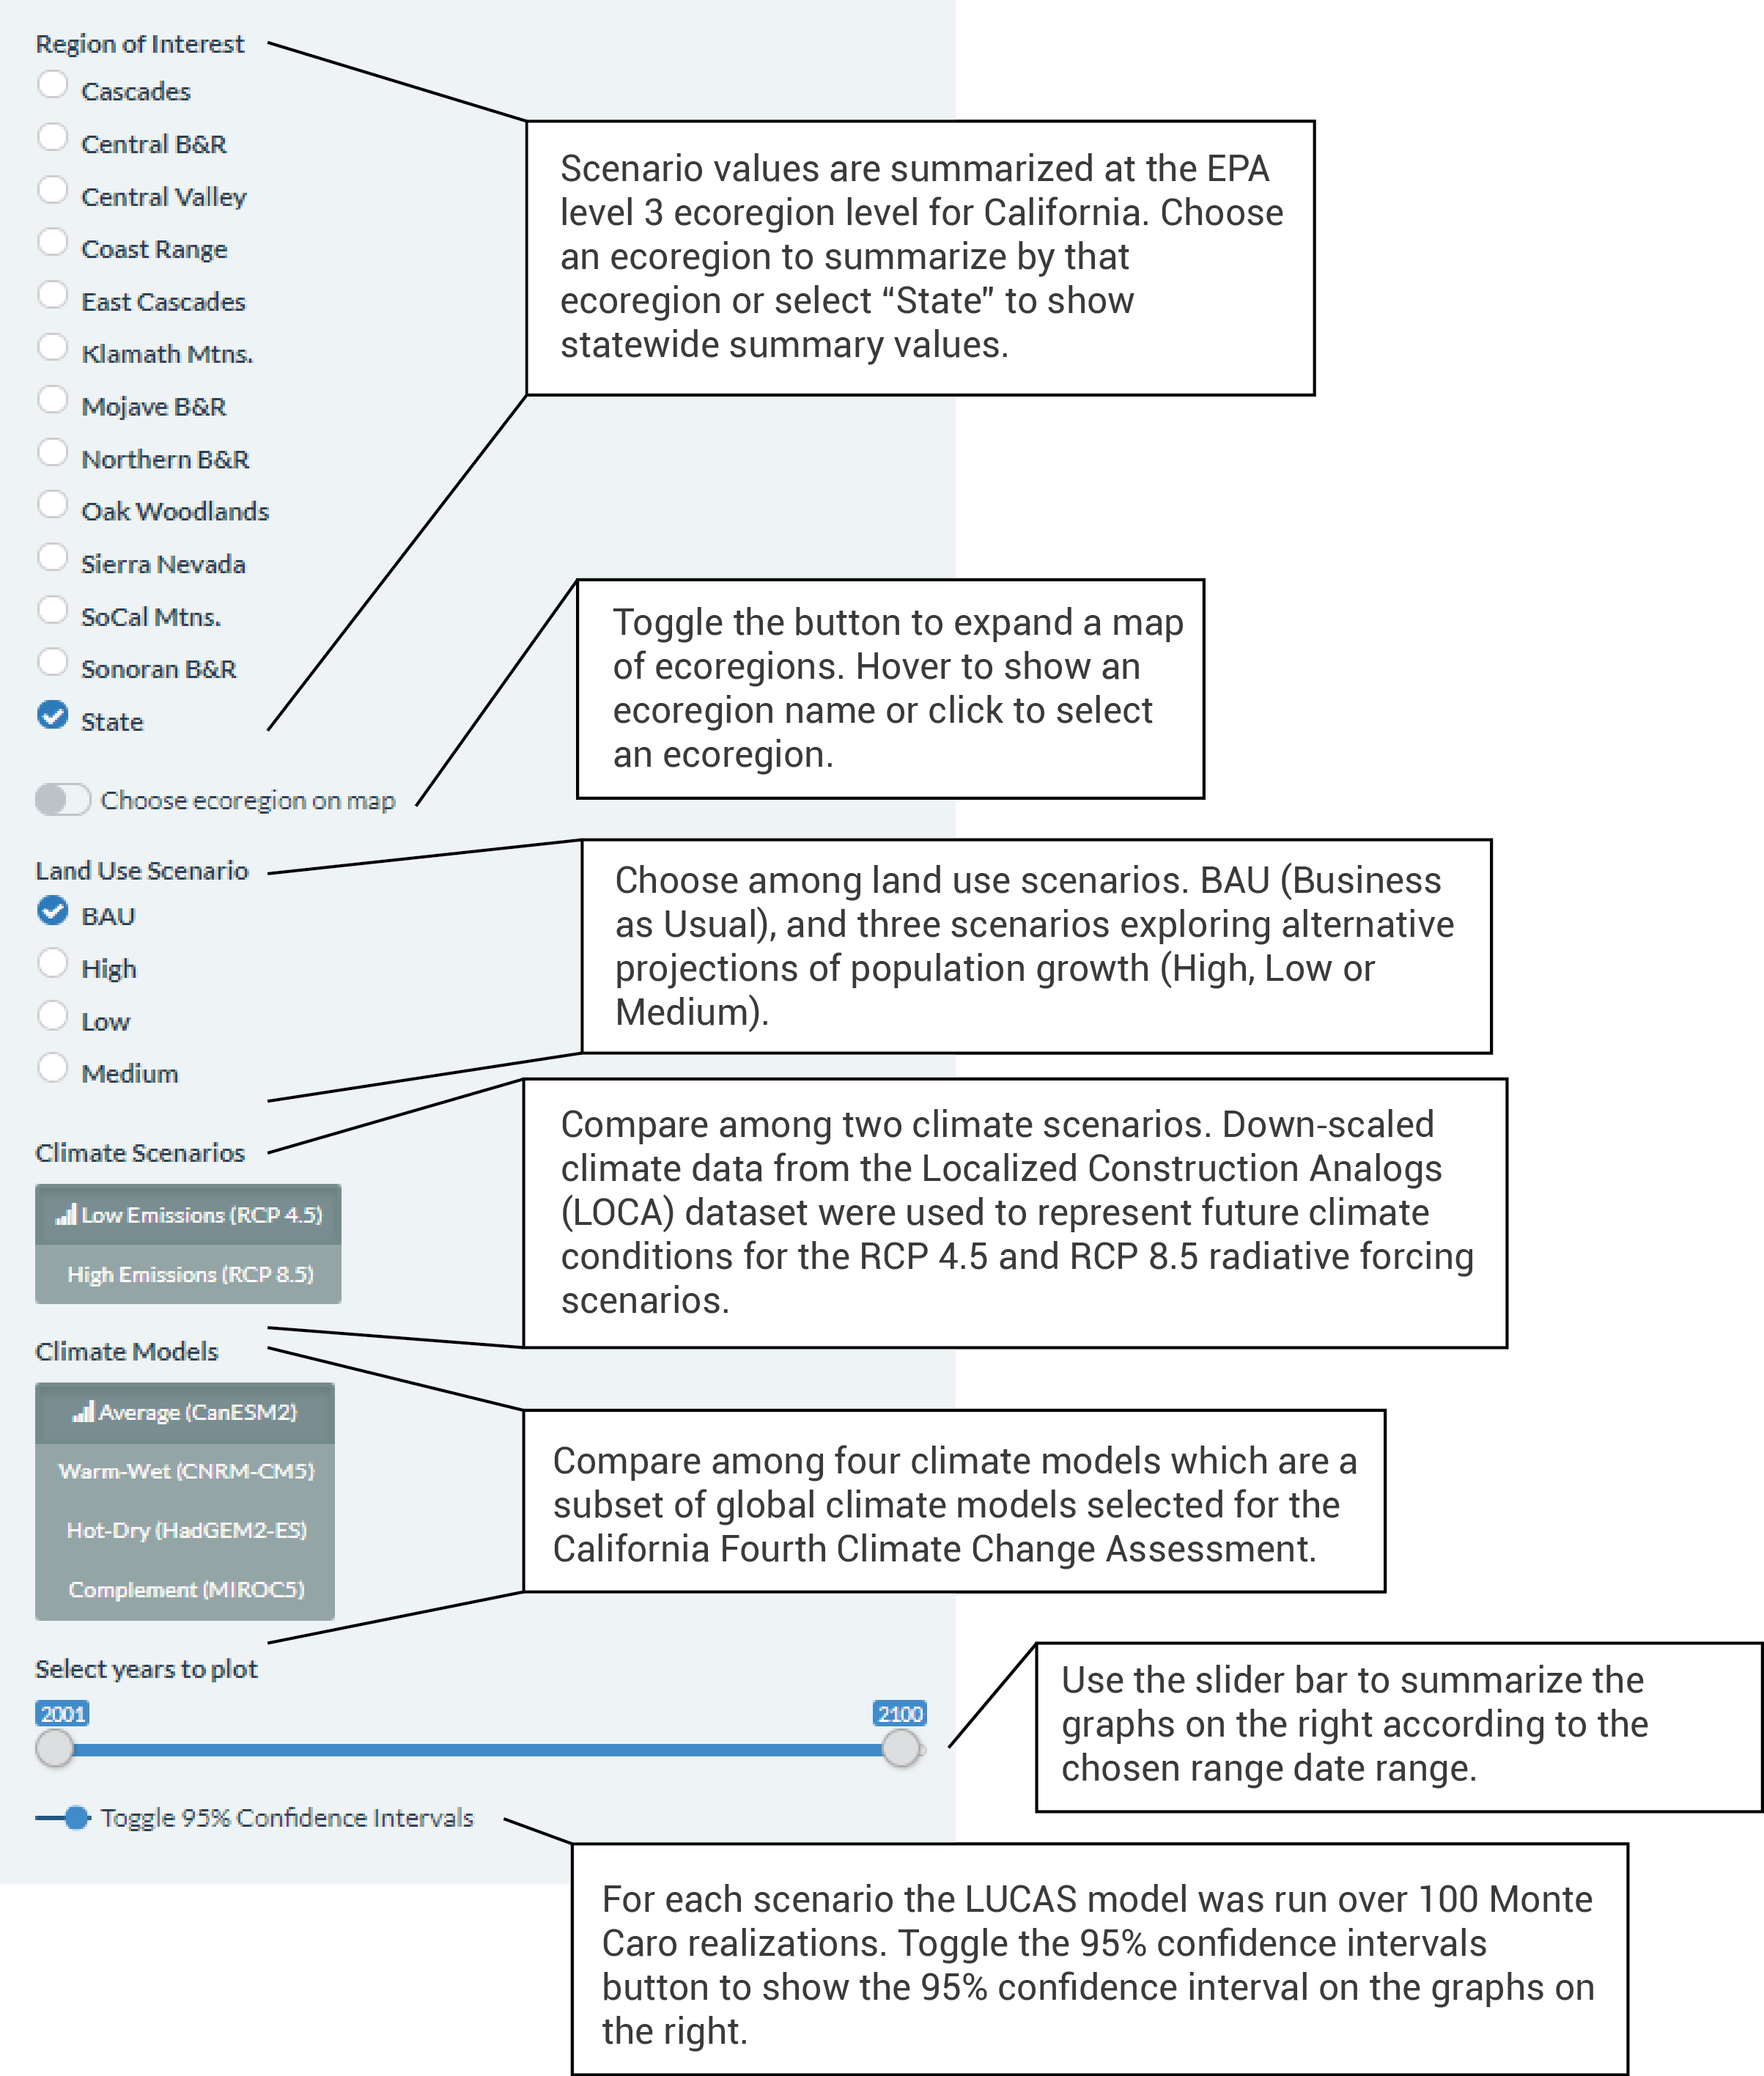 Region of Interest
Cascades
Central B&R
Central Valley
Coast Range
East Cascades
Klamath Mtns.
Mojave B&R
Northern B&R
Oak Woodlands
Sierra Nevada
SoCal Mtns.
Sonoran B&R
State
Scenario values are summarized at the EPA
level 3 ecoregion level for California. Choose
an ecoregion to summarize by that
ecoregion or select “State” to show
statewide summary values.
Choose ecoregion on map
Toggle the button to expand a map
of ecoregions. Hover to show an
ecoregion name or click to select
an ecoregion.
Land Use Scenario
BAU
High
Low
Medium
Choose among land use scenarios. BAU (Business
as Usual), and three scenarios exploring alternative
projections of population growth (High, Low or
Medium).
Climate Scenarios
Low Emissions (RCP 4.5)
High Emissions (RCP 8.5)
Compare among two climate scenarios. Down-scaled
climate data from the Localized Construction Analogs
(LOCA) dataset were used to represent future climate
conditions for the RCP 4.5 and RCP 8.5 radiative forcing
scenarios.
Climate Models
Average (CanESM2)
Warm-Wet (CNRM-CM5)
Hot-Dry (HadGEM2-ES)
Complement (MIROC5)
Compare among four climate models which are a
subset of global climate models selected for the
California Fourth Climate Change Assessment.
Select years to plot
2001
2100
Use the slider bar to summarize the
graphs on the right according to the
chosen range date range.
Toggle 95% Confidence Intervals
For each scenario the LUCAS model was run over 100 Monte
Caro realizations. Toggle the 95% confidence intervals
button to show the 95% confidence interval on the graphs on
the right.